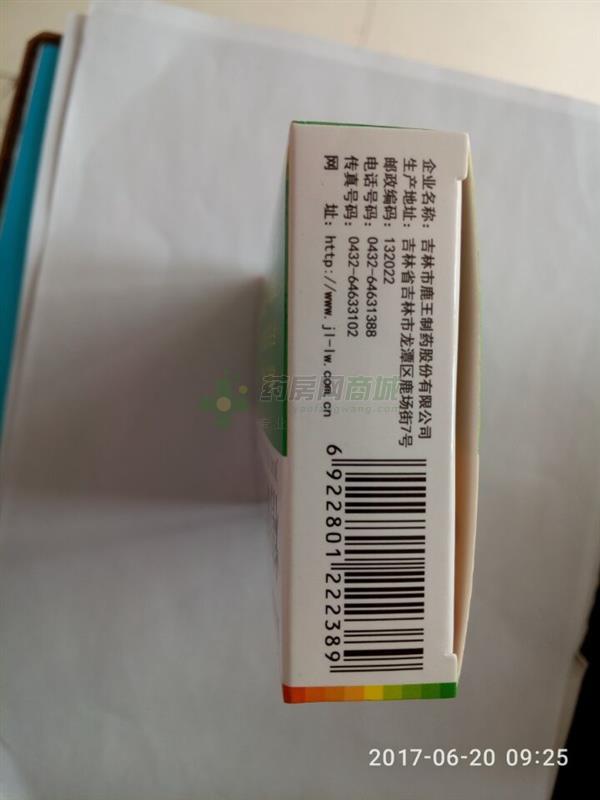 企业名称：吉林市鹿王制药股份有限公司
生产地址：吉林省吉林市龙潭区鹿场街7号
邮政编码：132022
电话号码：0432-64631388
传真号码：0432-64633102
网 址：http://www.jl-lw.com.cn
6 922801 222389
药房网商城
yaofangwang.com
2017-06-20 09:25